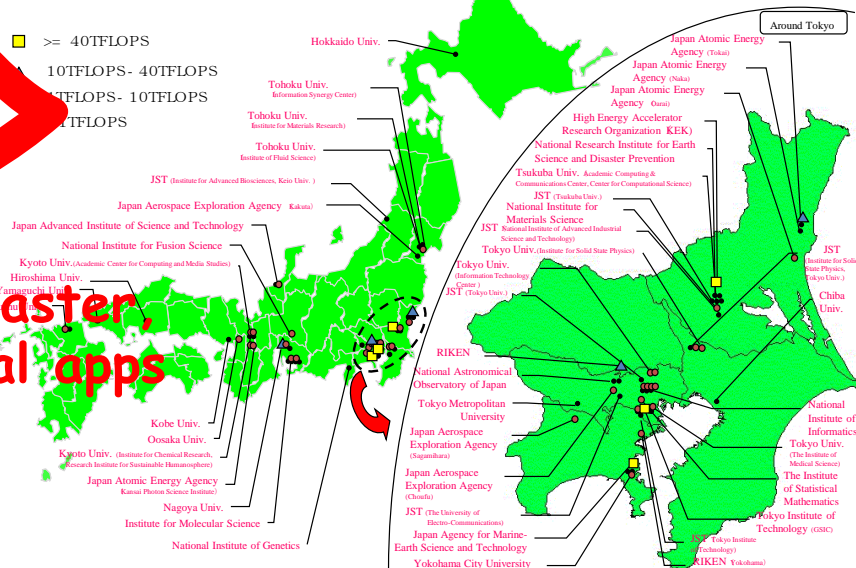 >= 40TFLOPS
10TFLOPS- 40TFLOPS
TFLOPS- 10TFLOPS
TFLOPS
aster,
al apps
Hokkaido Univ.
Tohoku Univ.
Information Synergy Center)
Tohoku Univ.
Institute for Materials Research)
Tohoku Univ.
Institute of Fluid Science)
JST (Institute for Advanced Biosciences, Keio Univ. )
Japan Aerospace Exploration Agency Kakuta)
Japan Advanced Institute of Science and Technology
National Institute for Fusion Science
Kyoto Univ.(Academic Center for Computing and Media Studies)
Hiroshima Univ.
Yamaguchi Univ.
Kobe Univ.
Oosaka Univ.
Kyoto Univ. (Institute for Chemical Research,
Research Institute for Sustainable Humanosphere)
Japan Atomic Energy Agency
Kansai Photon Science Institute)
Nagoya Univ.
Institute for Molecular Science
National Institute of Genetics
Around Tokyo
Japan Atomic Energy
Agency (Tokai)
Japan Atomic Energy
Agency (Naka)
Japan Atomic Energy
Agency Oarai)
High Energy Accelerator
Research Organization KEK)
National Research Institute for Earth
Science and Disaster Prevention
Tsukuba Univ. Academic Computing &
Communications Center, Center for Computational Science)
JST (Tsukuba Univ.)
National Institute for
Materials Science
JST National Institute of Advanced Industrial
Science and Technology)
Tokyo Univ.(Institute for Solid State Physics)
Tokyo Univ.
(Information Technology
Center )
JST (Tokyo Univ.)
RIKEN
National Astronomical
Observatory of Japan
Tokyo Metropolitan
University
Japan Aerospace
Exploration Agency
(Sagamihara)
Japan Aerospace
Exploration Agency
(Choufu)
JST (The University of
Electro-Communications)
Japan Agency for Marine-
Earth Science and Technology
Yokohama City University
JST
(Institute for Solid
State Physics,
Tokyo Univ.)
Chiba
Univ.
National
Institute of
Informatics
Tokyo Univ.
(The Institute of
Medical Science)
The Institute
of Statistical
Mathematics
Tokyo Institute of
Technology (GSIC)
JST Tokyo Institute
of Technology)
RIKEN Yokohama)